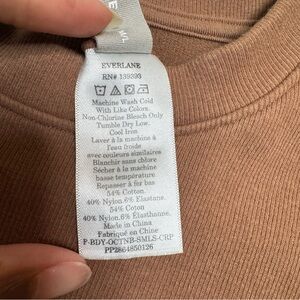 EVERLANE
RN# 139393
Machine Wash Cold
With Like Colors.
Non-Chlorine Bleach Only
Tumble Dry Low.
Cool Iron
Laver à la machine à
l'eau froide
avec couleurs similaires
Blanchir sans chlore
Sécher à la machine
basse température
Repasser à fer bas
54% Cotton.
40% Nylon.6% Elastane.
54% Coton
40% Nylon.6% Élasthanne.
Made in China
Fabriqué en Chine
F-BDY-OCTNB-SMLS-CRP
PP2864850126